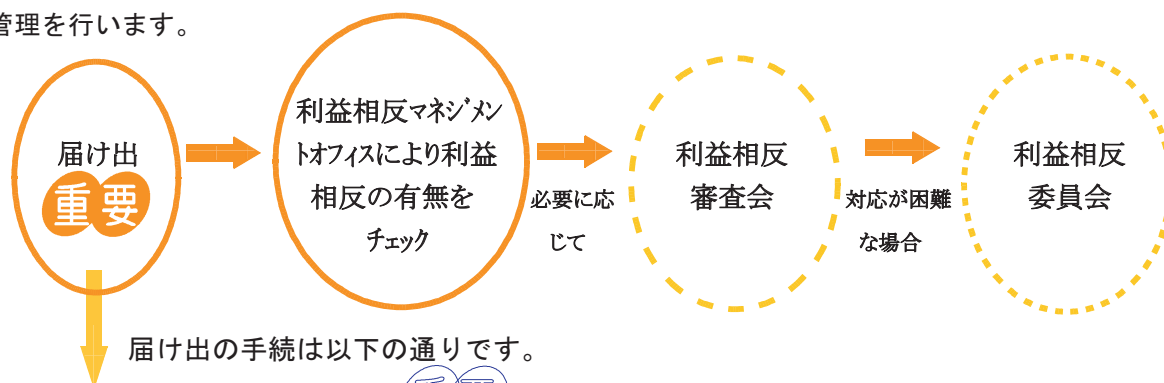 管理を行います。
届け出
重要
利益相反マネジメン
トオフィスにより利益
相反の有無を
チェック
必要に応
じて
利益相反
審査会
対応が困難
な場合
利益相反
委員会
届け出の手続は以下の通りです。